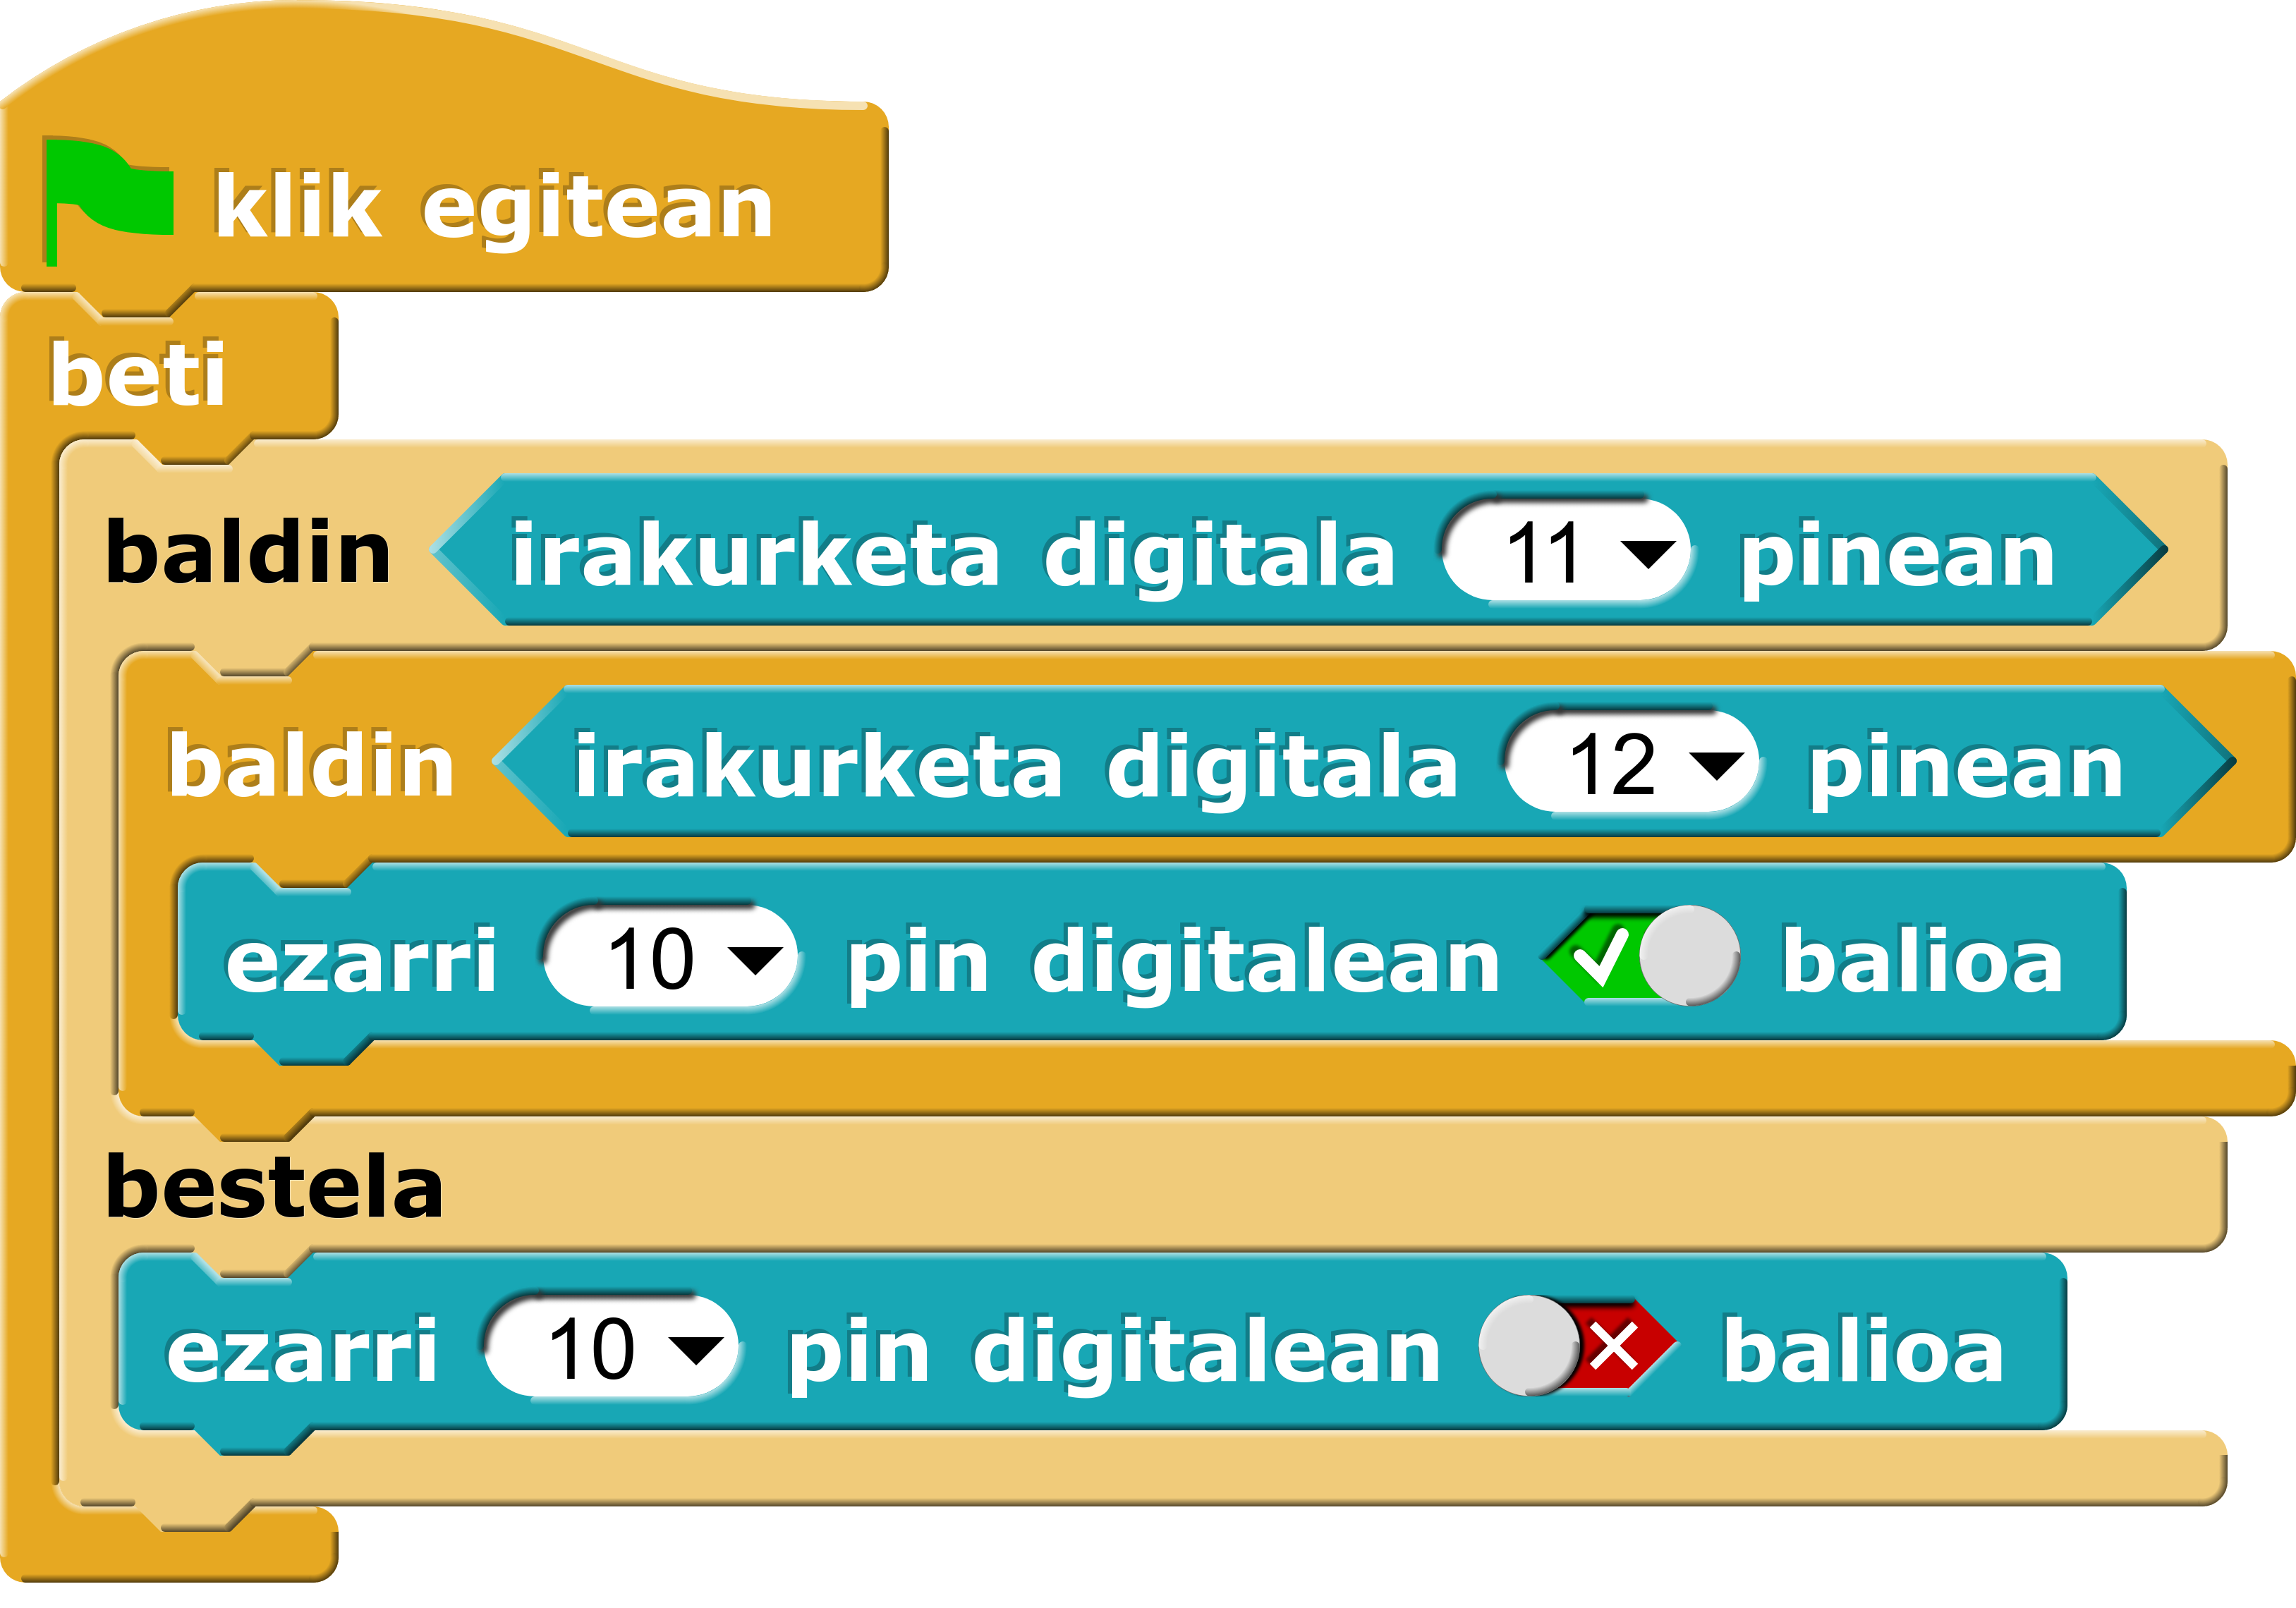 klik egitean
beti
baldin irakurketa digitala 11 pinean
baldin irakurketa digitala 12 pinean
ezarri 10 pin digitalean balioa
bestela
ezarri 10 pin digitalean balioa